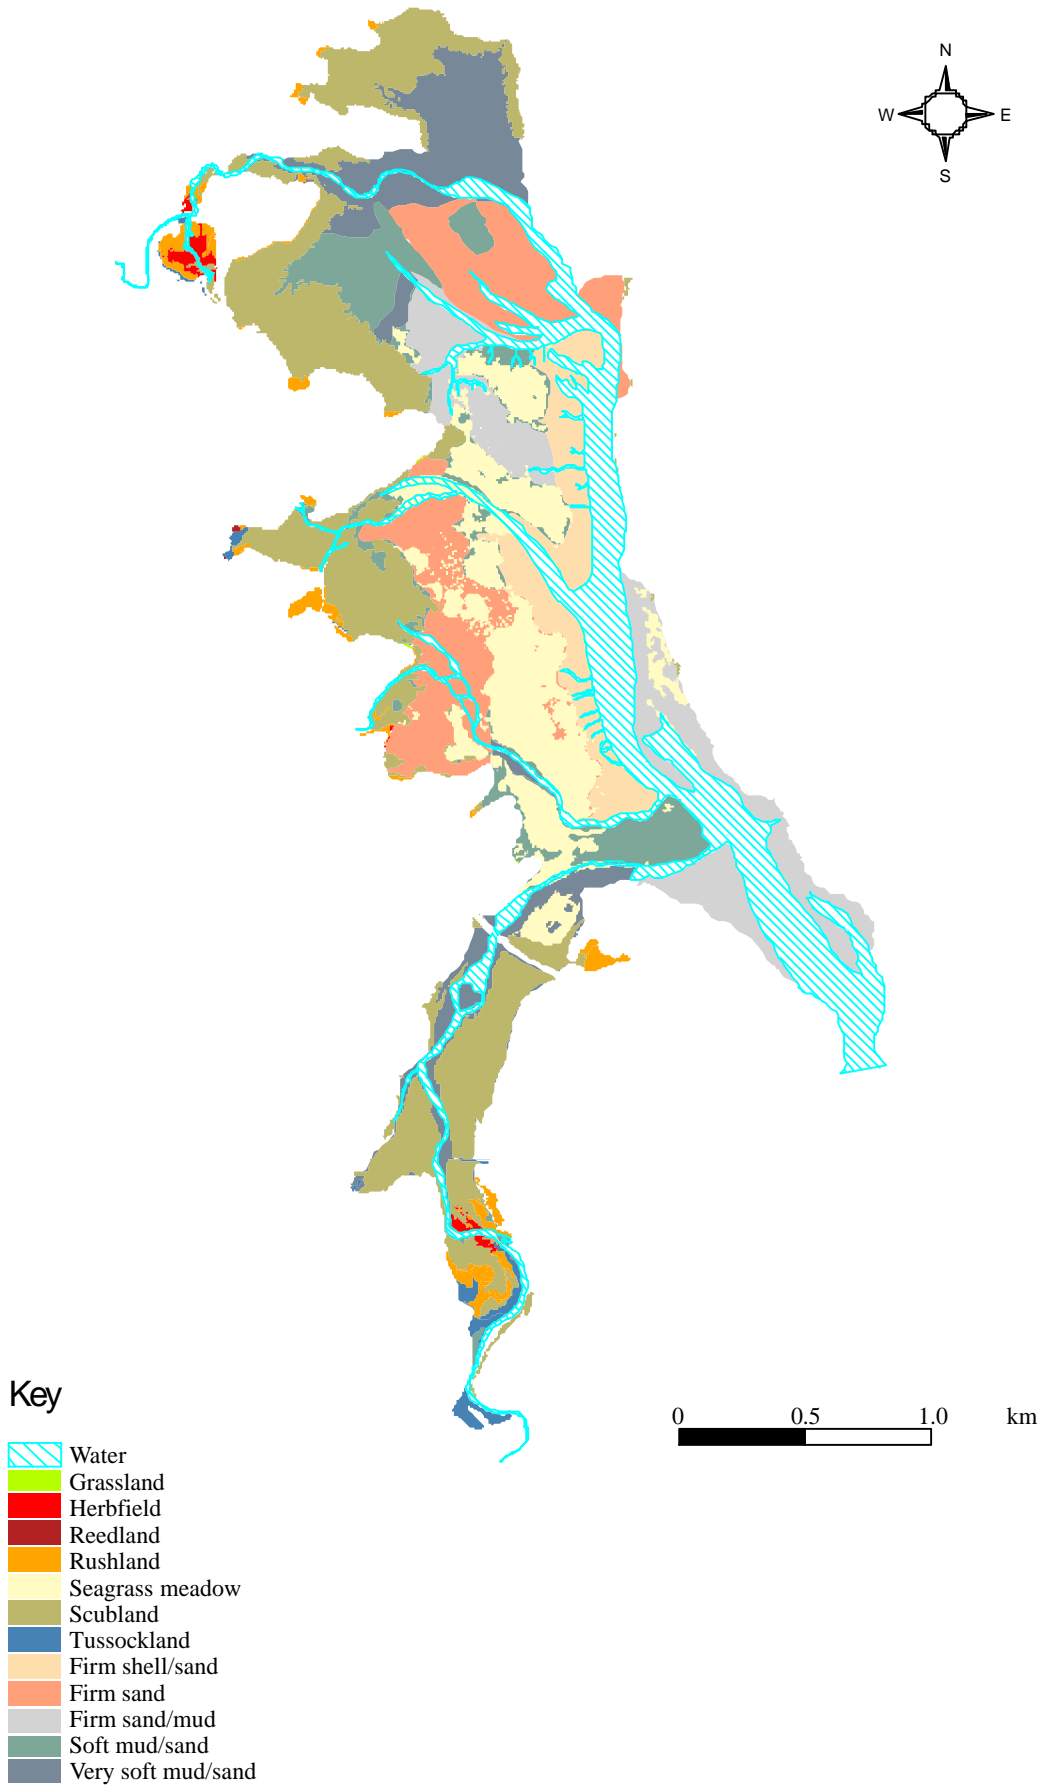 N
W E
S
Key
0 0.5 1.0 km
Water
Grassland
Herbfield
Reedland
Rushland
Seagrass meadow
Scubland
Tussockland
Firm shell/sand
Firm sand
Firm sand/mud
Soft mud/sand
Very soft mud/sand